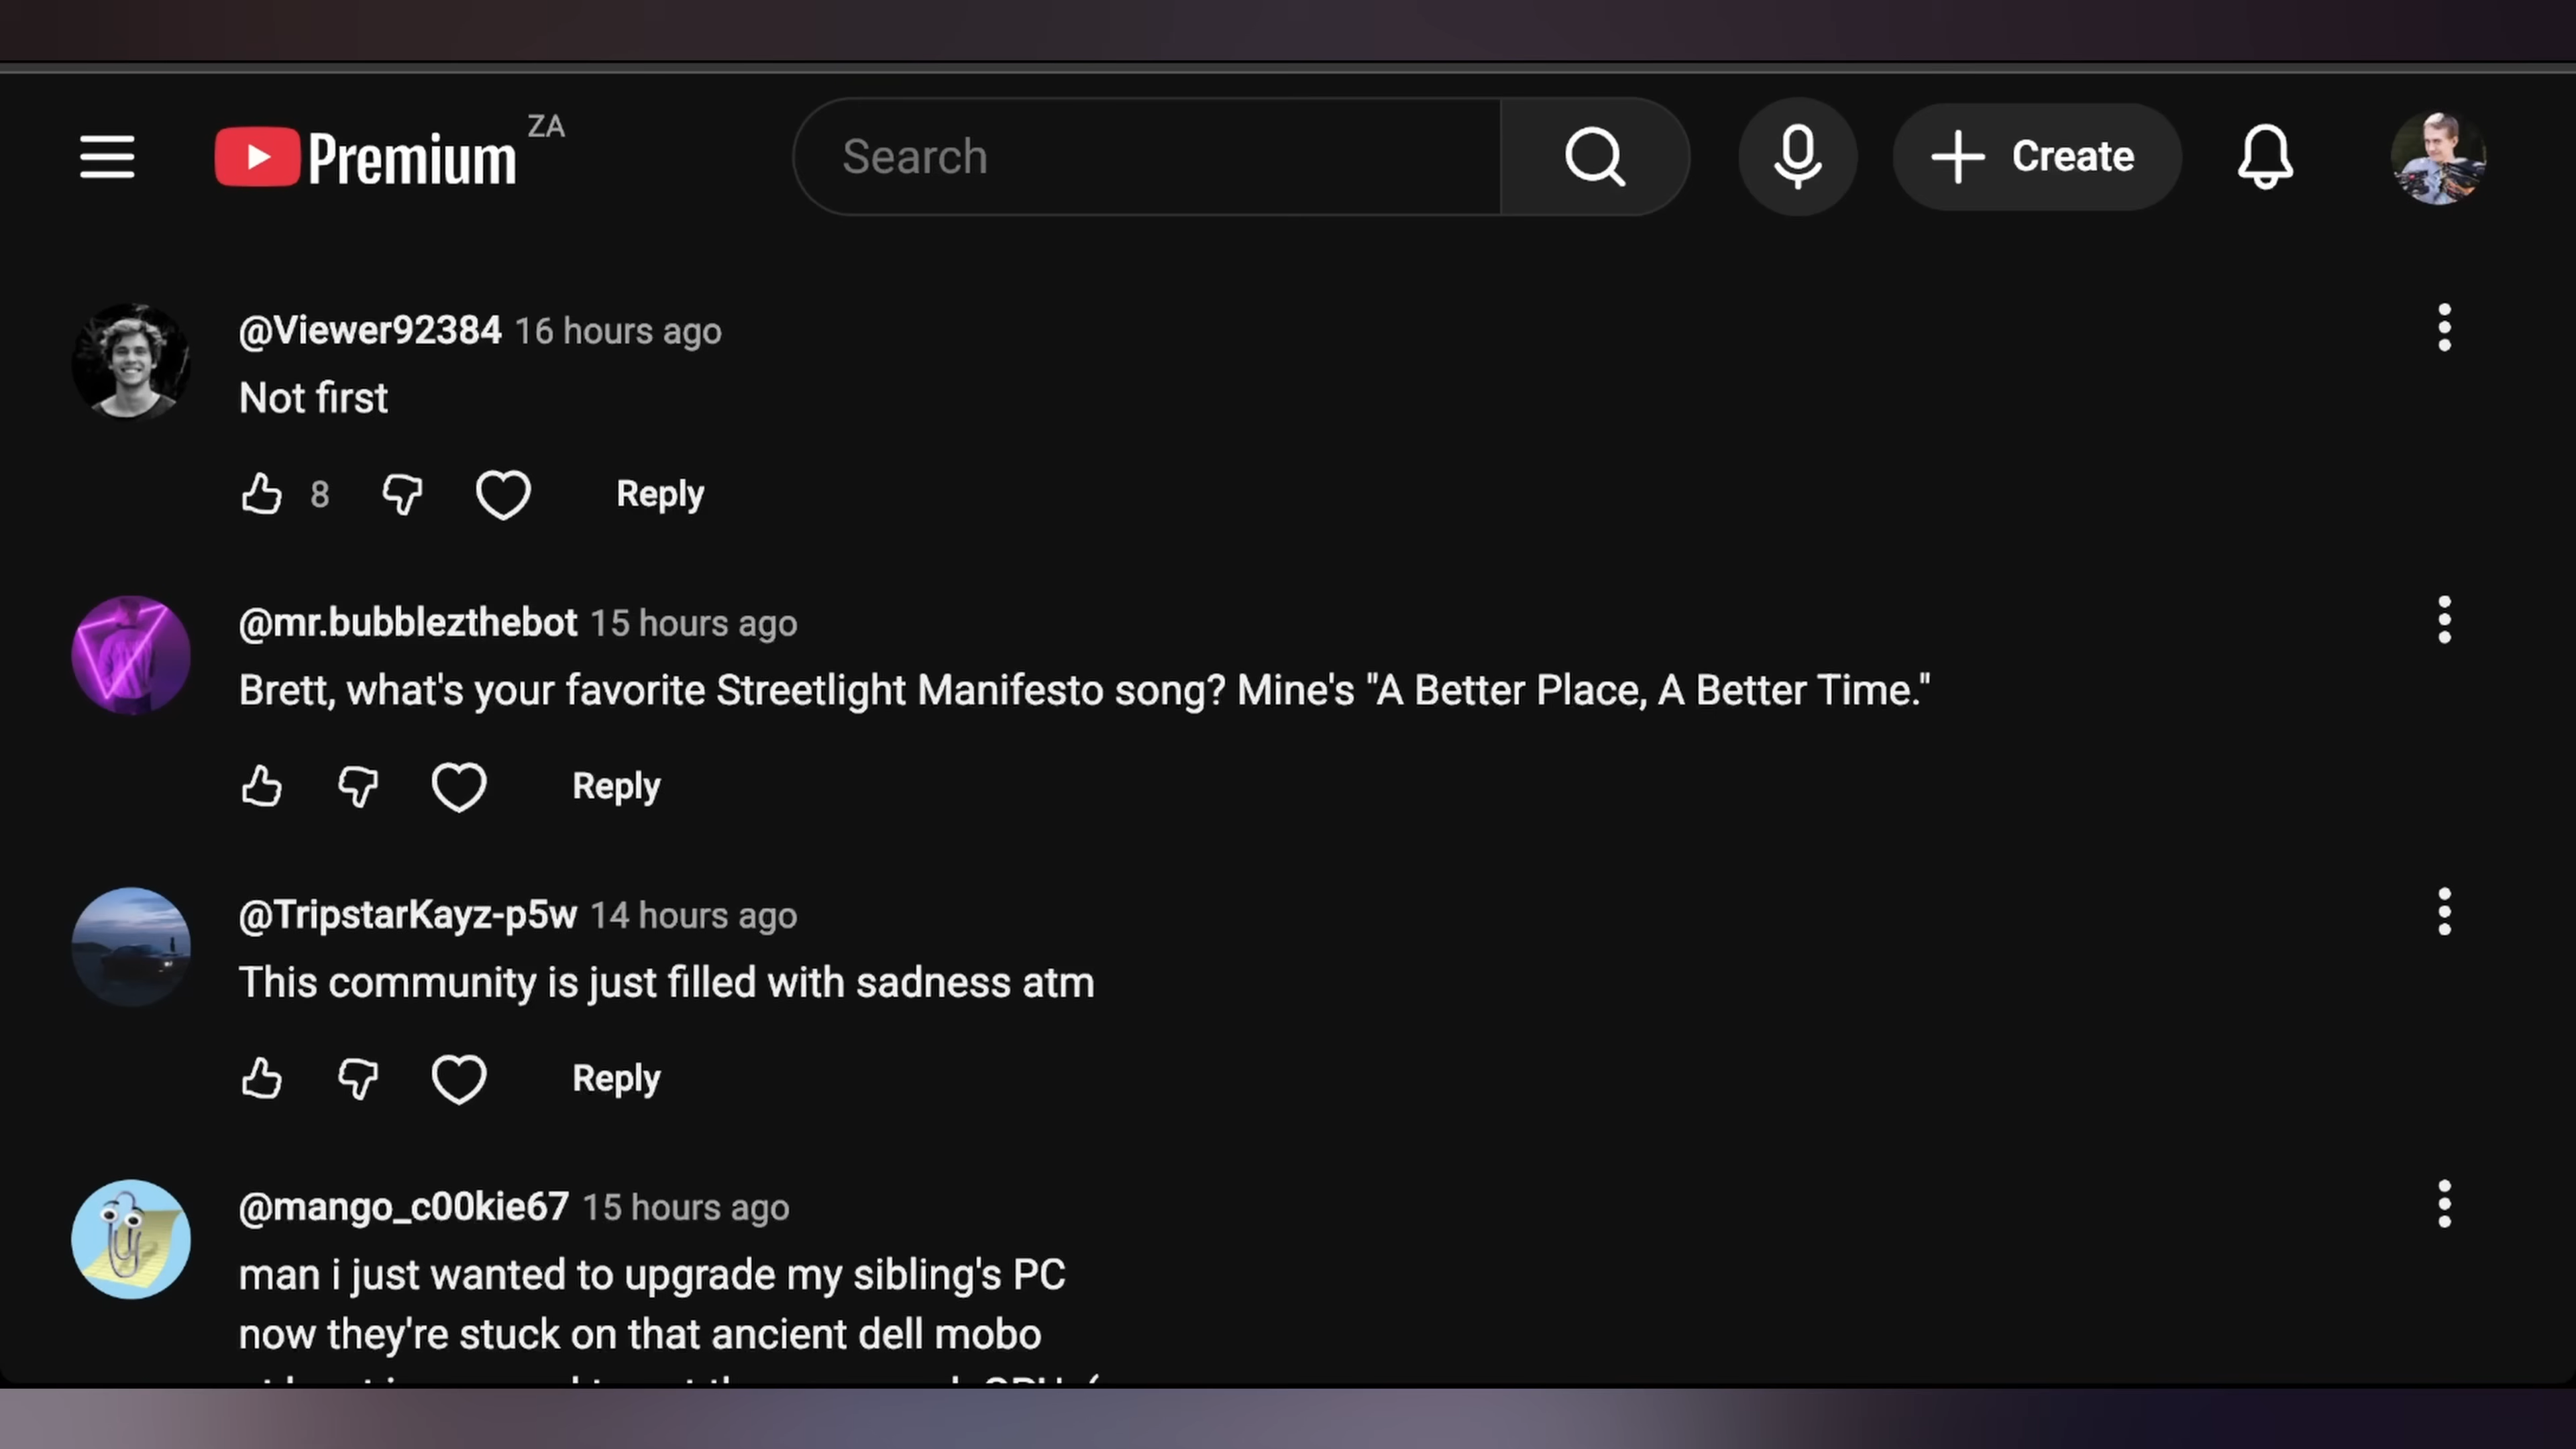 Premium ZA
Search
Create
@Viewer92384 16 hours ago
Not first
8
Reply
@mr.bubblezthebot 15 hours ago
Brett, what's your favorite Streetlight Manifesto song? Mine's "A Better Place, A Better Time."
Reply
@TripstarKayz-p5w 14 hours ago
This community is just filled with sadness atm
Reply
@mango_c00kie67 15 hours ago
man i just wanted to upgrade my sibling's PC
now they're stuck on that ancient dell mobo